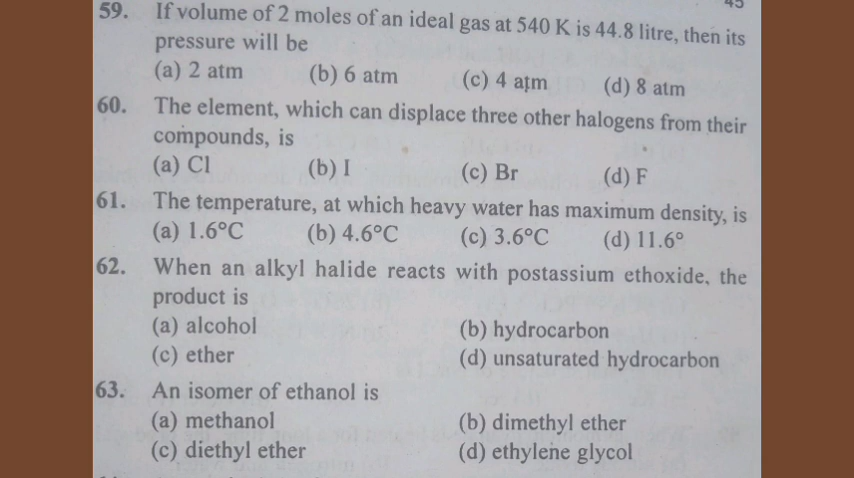 45
59. If volume of 2 moles of an ideal gas at 540 K is 44.8 litre, then its
pressure will be
(a) 2 atm (b) 6 atm (c) 4 atm (d) 8 atm
60. The element, which can displace three other halogens from their
compounds, is
(a) Cl (b) I (c) Br (d) F
61. The temperature, at which heavy water has maximum density, is
(a) 1.6°C (b) 4.6°C (c) 3.6°C (d) 11.6°
62. When an alkyl halide reacts with postassium ethoxide, the
product is
(a) alcohol (b) hydrocarbon
(c) ether (d) unsaturated hydrocarbon
63. An isomer of ethanol is
(a) methanol (b) dimethyl ether
(c) diethyl ether (d) ethylene glycol